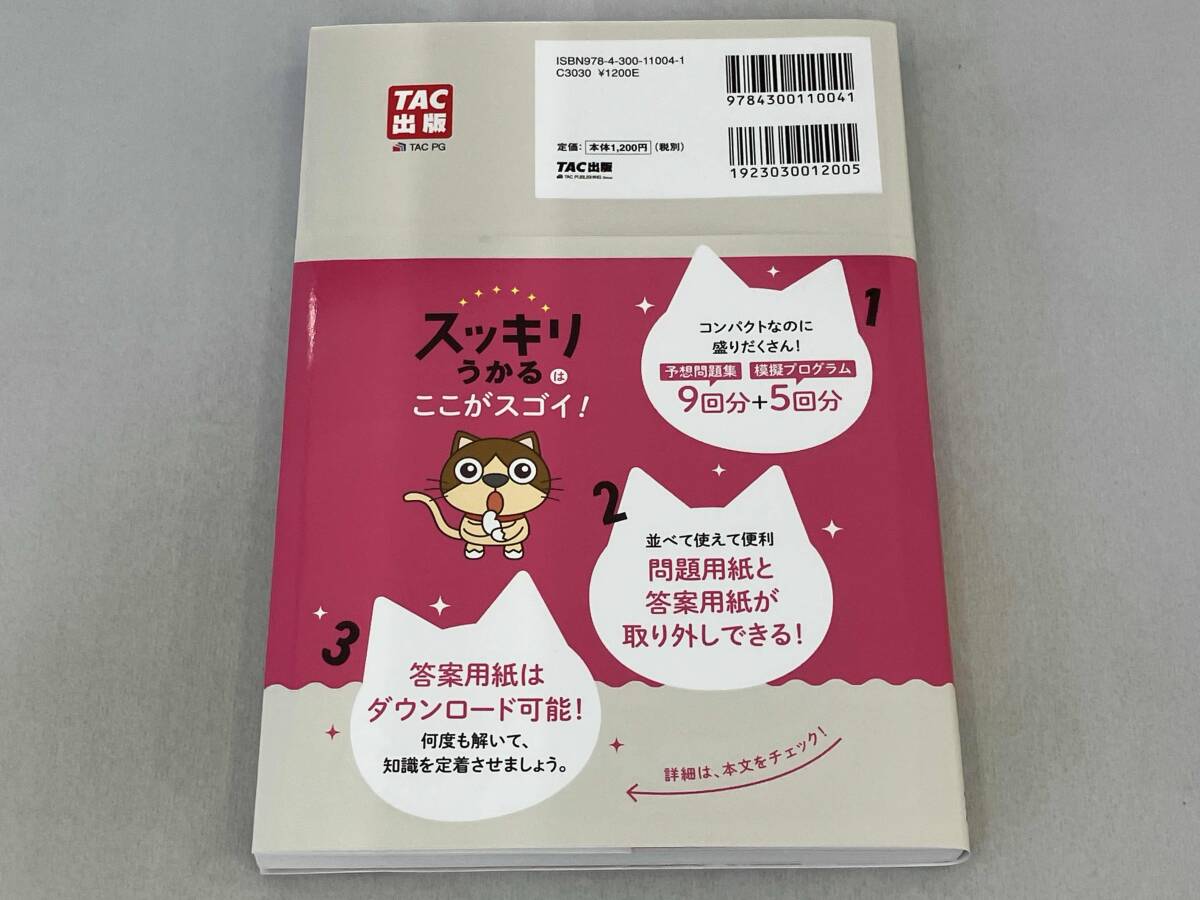 TAC
出版
TAC PG
ISBN978-4-300-11004-1
C3030 ¥1200E
定価: 本体1,200円 (税別)
TAC出版
TAC PUBLISHING Group
9784300110041
1923030012005
スッキリ
うかるは
ここがスゴイ!
1
コンパクトなのに
盛りだくさん!
予想問題集 模擬プログラム
9回分+5回分
2
並べて使えて便利
問題用紙と
答案用紙が
取り外しできる!
3
答案用紙は
ダウンロード可能!
何度も解いて、
知識を定着させましょう。
詳細は、本文をチェック!